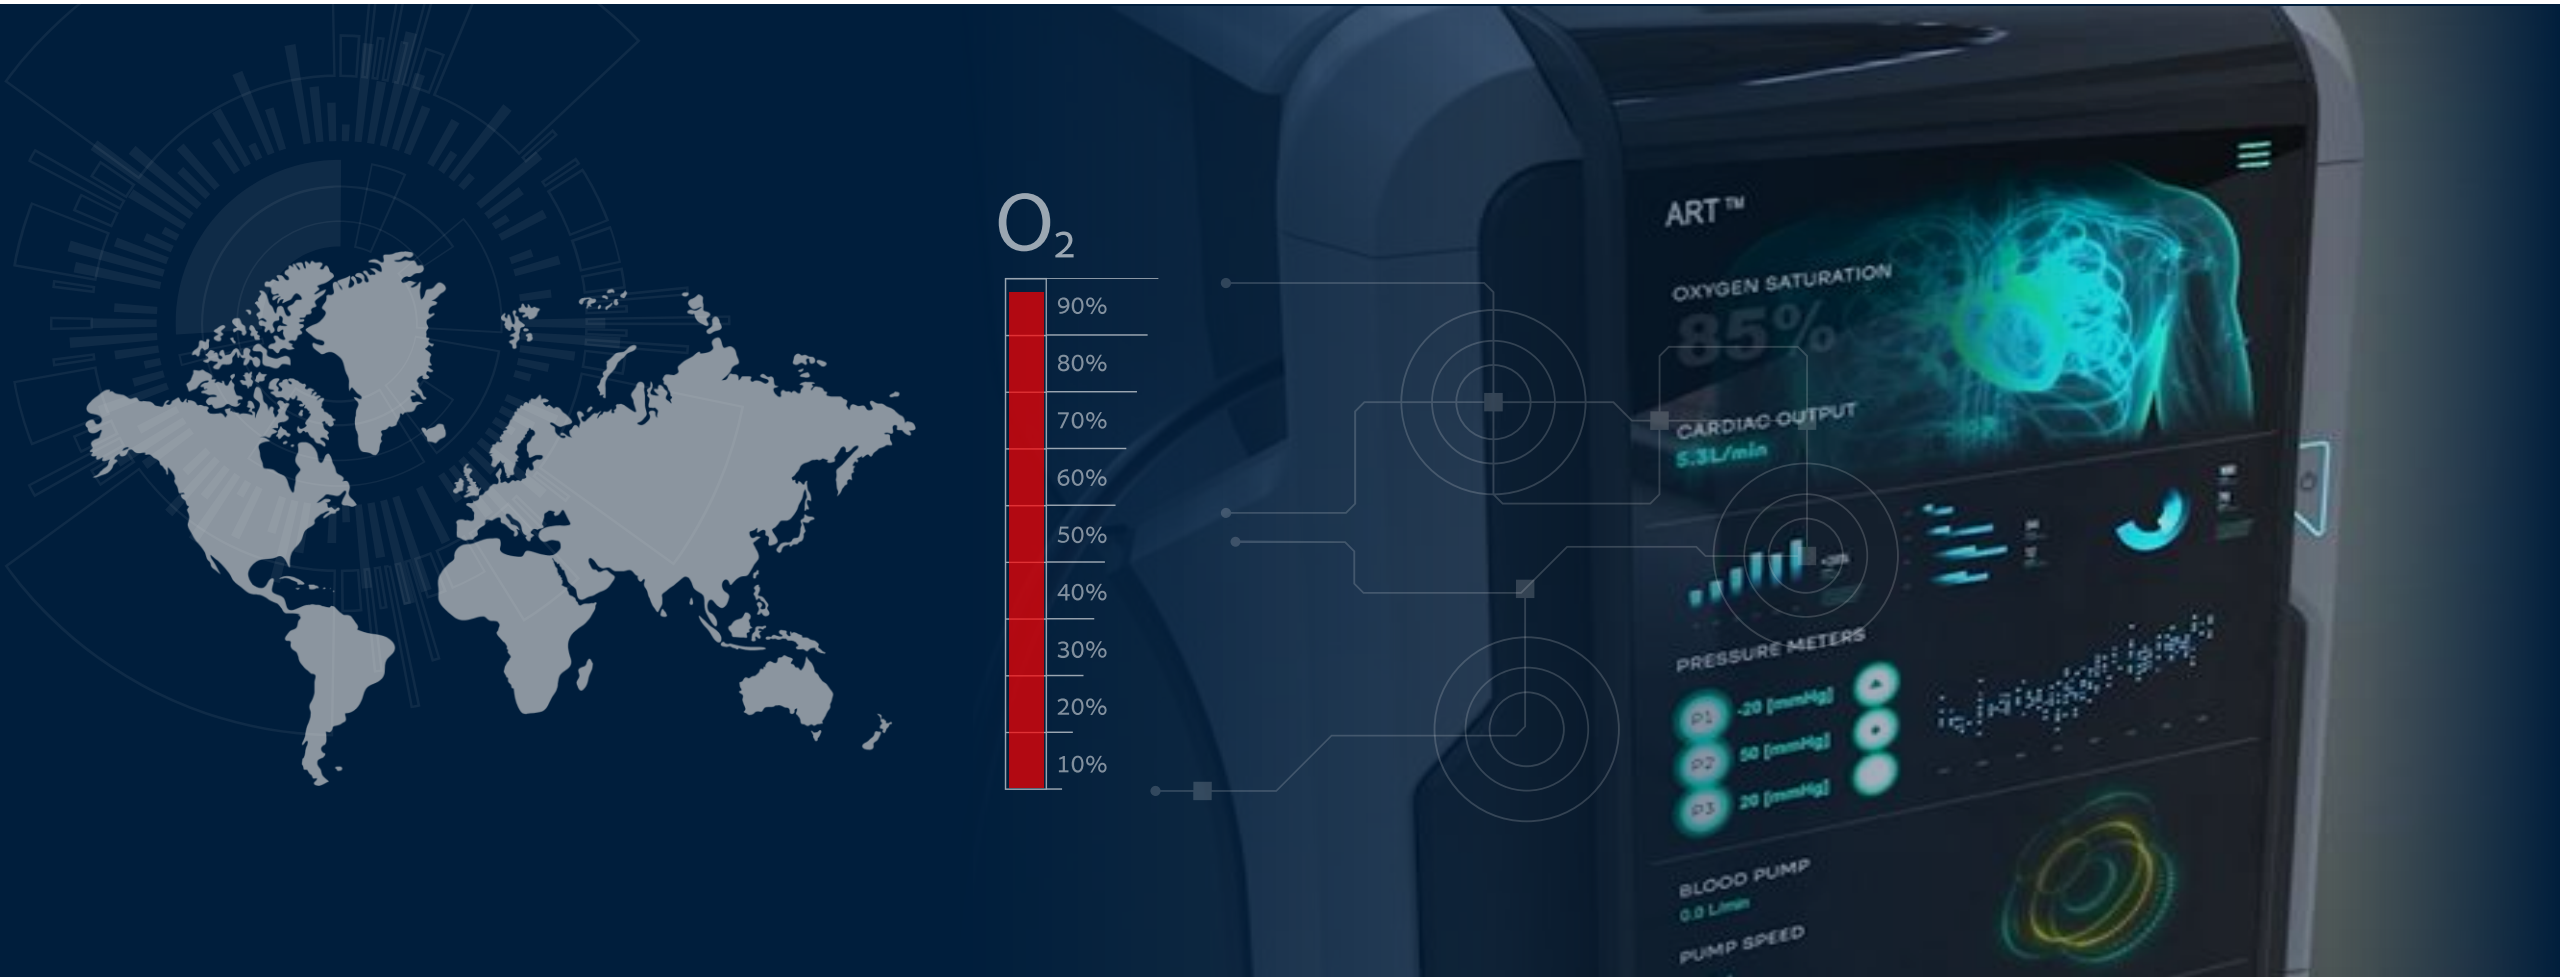 O₂
90%
80%
70%
60%
50%
40%
30%
20%
10%
ART™
OXYGEN SATURATION
85%
CARDIAC OUTPUT
5.3L/min
PRESSURE METERS
P1 -20 [mmHg]
P2 50 [mmHg]
P3 20 [mmHg]
BLOOD PUMP
0.0 L/min
PUMP SPEED